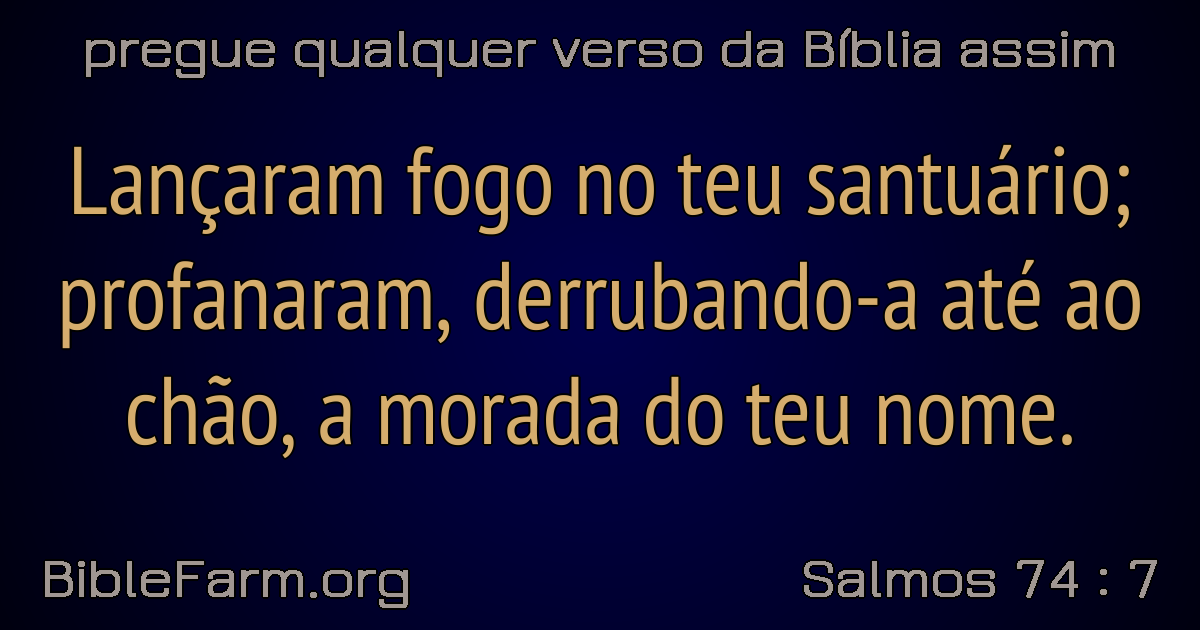 pregue qualquer verso da Bíblia assim
Lançaram fogo no teu santuário;
profanaram, derrubando-a até ao
chão, a morada do teu nome.
BibleFarm.org
Salmos 74 : 7